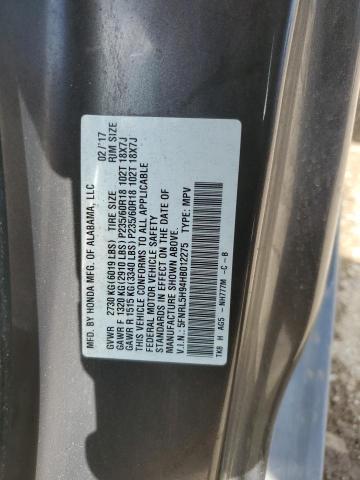 MFD. BY HONDA MFG. OF ALABAMA, LLC 02/'17
GVWR 2730 KG(6019 LBS) TIRE SIZE RIM SIZE
GAWR F 1320 KG(2910 LBS) P235/60R18 102T 18X7J
GAWR R 1515 KG(3340 LBS) P235/60R18 102T 18X7J
THIS VEHICLE CONFORMS TO ALL APPLICABLE
FEDERAL MOTOR VEHICLE SAFETY
STANDARDS IN EFFECT ON THE DATE OF
MANUFACTURE SHOWN ABOVE.
V.I.N.: 5FNRL5H94HB012275 TYPE: MPV
TK8 H AG5 - NH777M -C - B